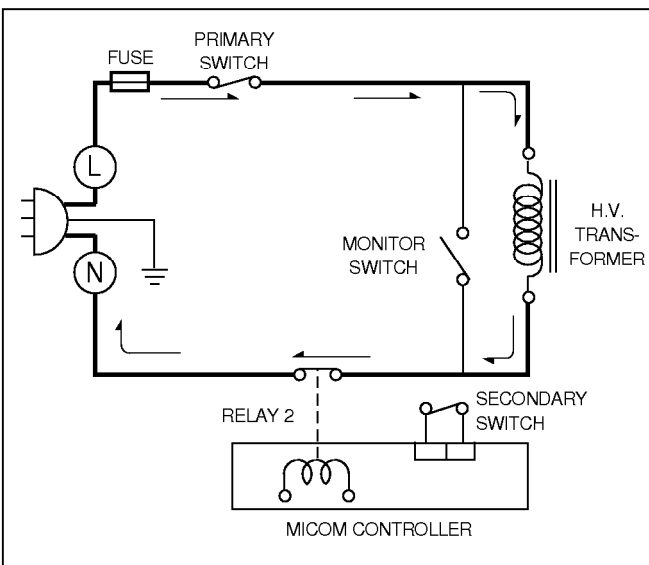 FUSE
PRIMARY
SWITCH
L
N
MONITOR
SWITCH
H.V.
TRANS-
FORMER
RELAY 2
SECONDARY
SWITCH
MICOM CONTROLLER